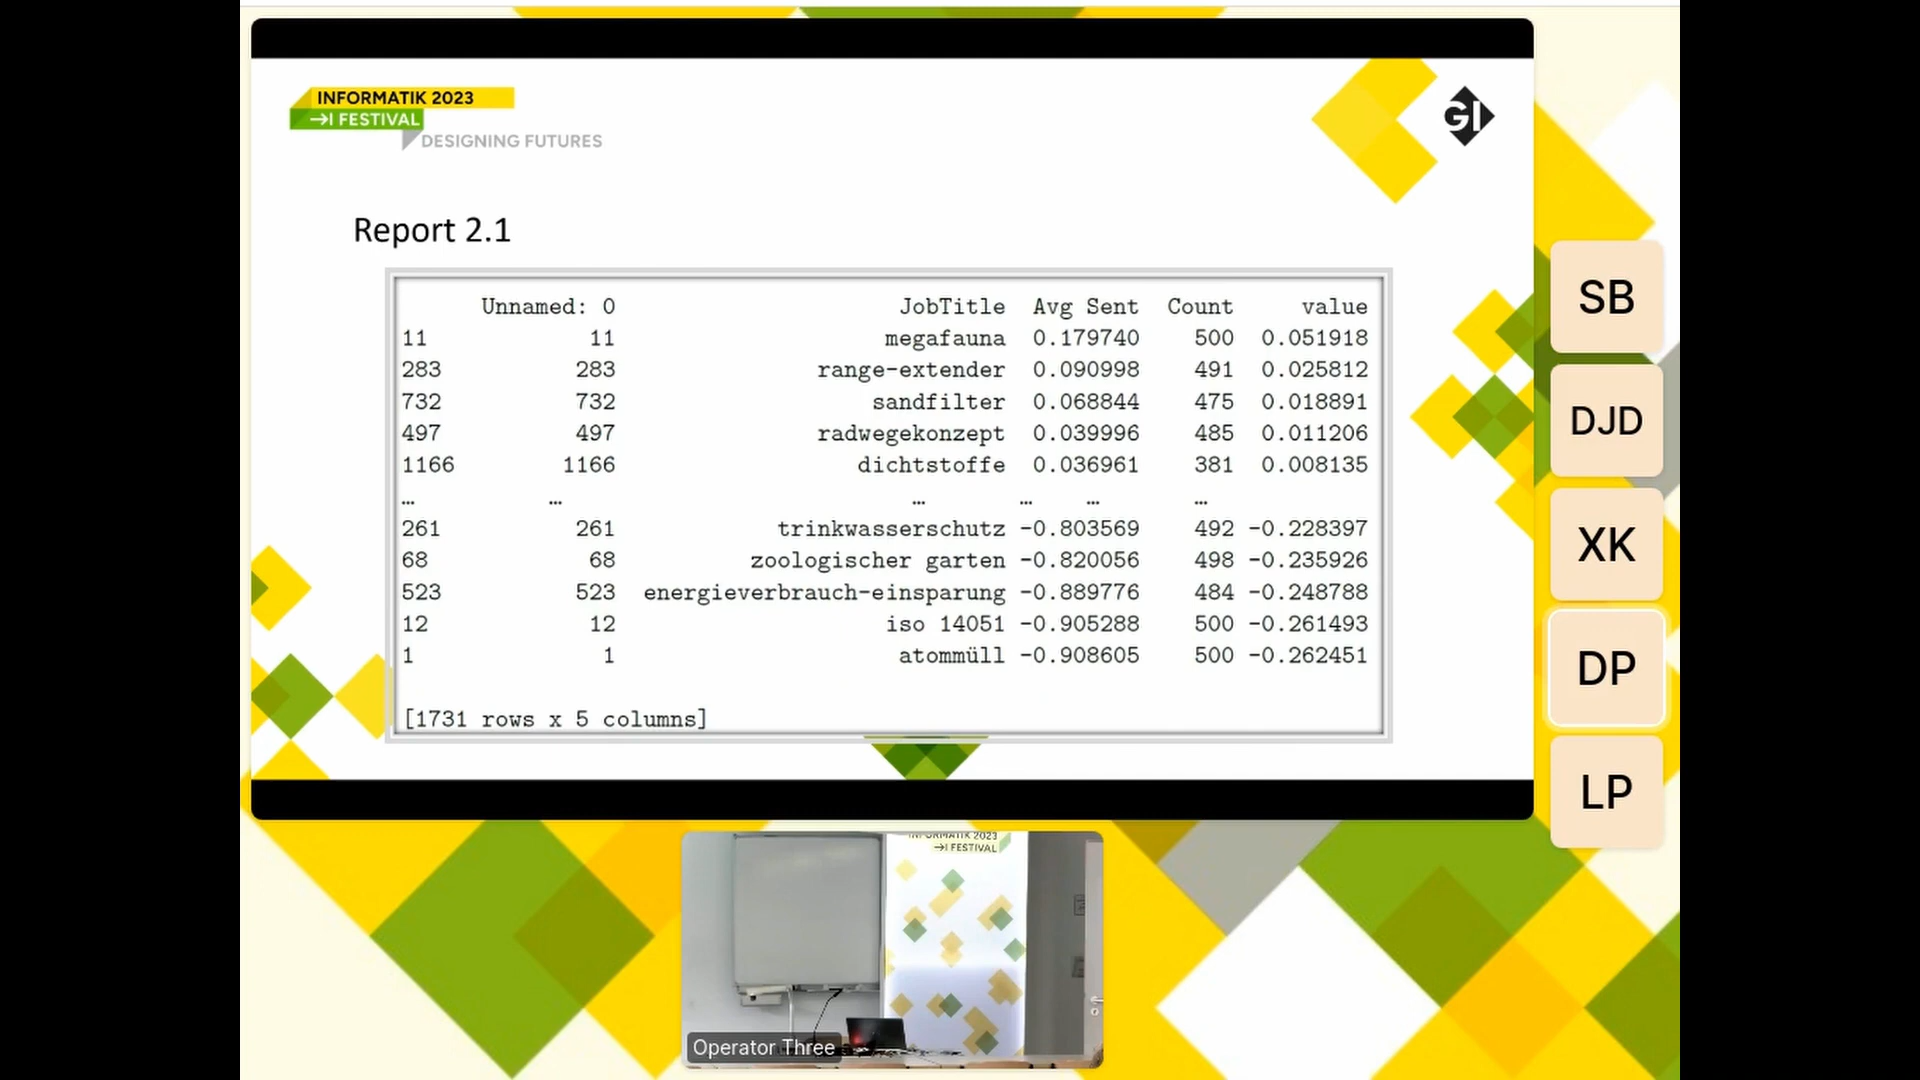 INFORMATIK 2023
→I FESTIVAL
DESIGNING FUTURES
GI
Report 2.1
Unnamed: 0 JobTitle Avg Sent Count value
11 11 megafauna 0.179740 500 0.051918
283 283 range-extender 0.090998 491 0.025812
732 732 sandfilter 0.068844 475 0.018891
497 497 radwegekonzept 0.039996 485 0.011206
1166 1166 dichtstoffe 0.036961 381 0.008135
… … … … … …
261 261 trinkwasserschutz -0.803569 492 -0.228397
68 68 zoologischer garten -0.820056 498 -0.235926
523 523 energieverbrauch-einsparung -0.889776 484 -0.248788
12 12 iso 14051 -0.905288 500 -0.261493
1 1 atommüll -0.908605 500 -0.262451
[1731 rows x 5 columns]
SB
DJD
XK
DP
LP
INFORMATIK 2023
→I FESTIVAL
Operator Three